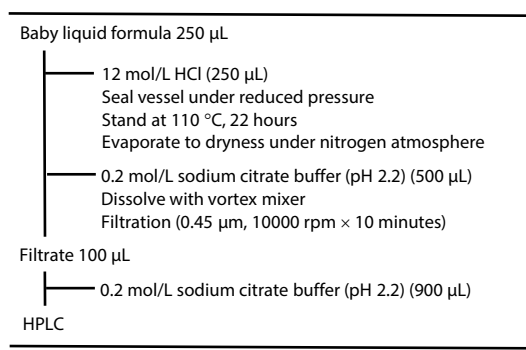 Baby liquid formula 250 µL
12 mol/L HCl (250 µL)
Seal vessel under reduced pressure
Stand at 110 °C, 22 hours
Evaporate to dryness under nitrogen atmosphere
0.2 mol/L sodium citrate buffer (pH 2.2) (500 µL)
Dissolve with vortex mixer
Filtration (0.45 µm, 10000 rpm × 10 minutes)
Filtrate 100 µL
0.2 mol/L sodium citrate buffer (pH 2.2) (900 µL)
HPLC